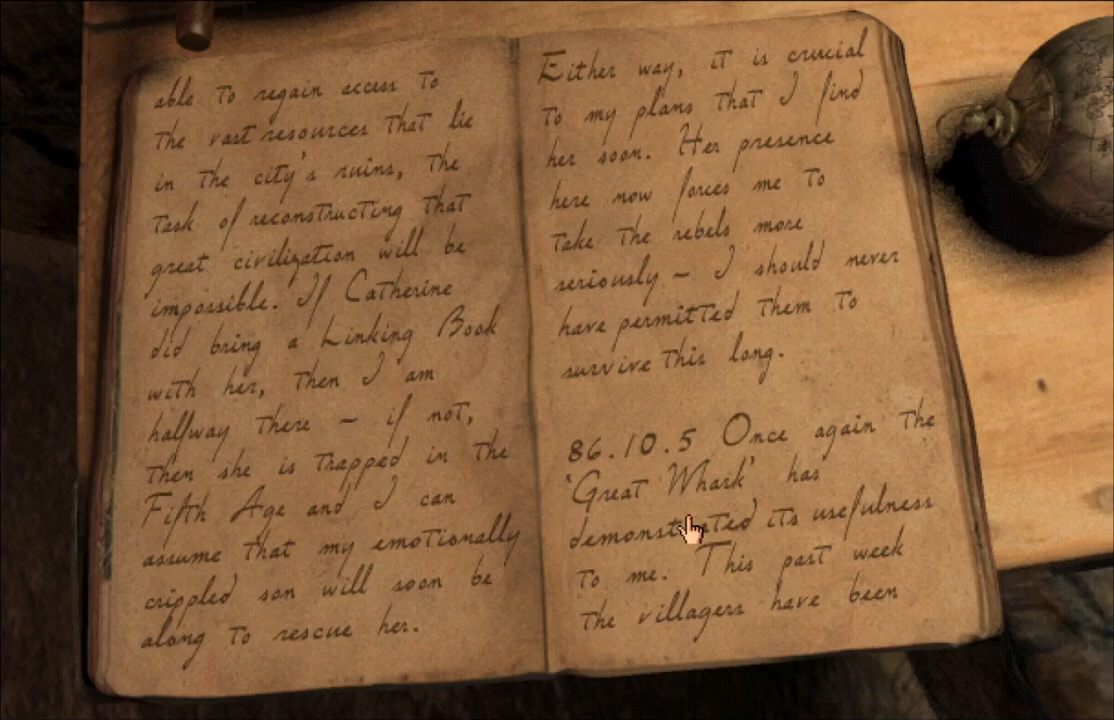 able to regain access to
the vast resources that lie
in the city's ruins, the
task of reconstructing that
great civilization will be
impossible. If Catherine
did bring a Linking Book
with her, then I am
halfway there – if not,
then she is trapped in the
Fifth Age and I can
assume that my emotionally
crippled son will soon be
along to rescue her.
Either way, it is crucial
to my plans that I find
her soon. Her presence
here now forces me to
take the rebels more
seriously – I should never
have permitted them to
survive this long.
86.10.5 Once again the
'Great Whark' has
demonstrated its usefulness
to me. This past week
the villagers have been